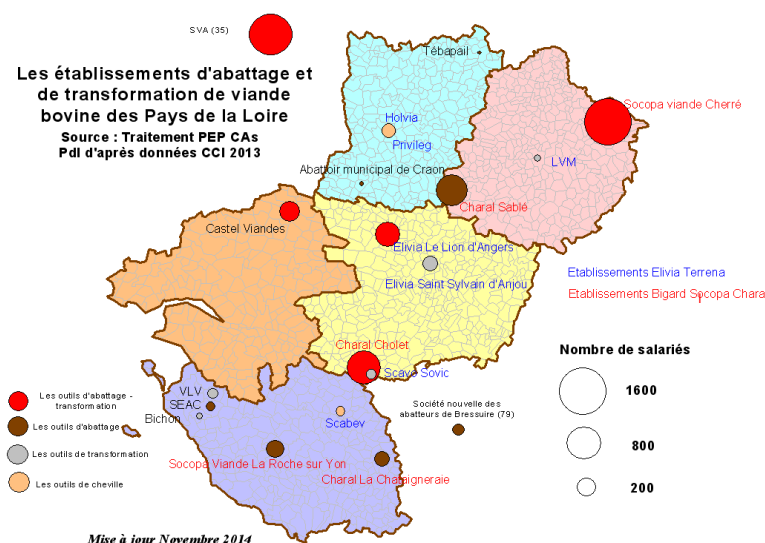 SVA (35)
Les établissements d'abattage et
de transformation de viande
bovine des Pays de la Loire
Source : Traitement PEP CAs
Pdl d'après données CCI 2013
Tébapail
Holvia
Privileg
Abattoir municipal de Craon
Socopa viande Cherré
LVM
Charal Sablé
Castel Viandes
Elivia Le Lion d'Angers
Elivia Saint Sylvain d'Anjou
Etablissements Elivia Terrena
Etablissements Bigard Socopa Chara
Charal Cholet
Scavo Sovic
Nombre de salariés
1600
800
200
VLV
SEAC
Bichon
Scabev
Société nouvelle des
abatteurs de Bressuire (79)
Socopa Viande La Roche sur Yon
Charal La Chataigneraie
Les outils d'abattage -
transformation
Les outils d'abattage
Les outils de transformation
Les outils de cheville
Mise à jour Novembre 2014